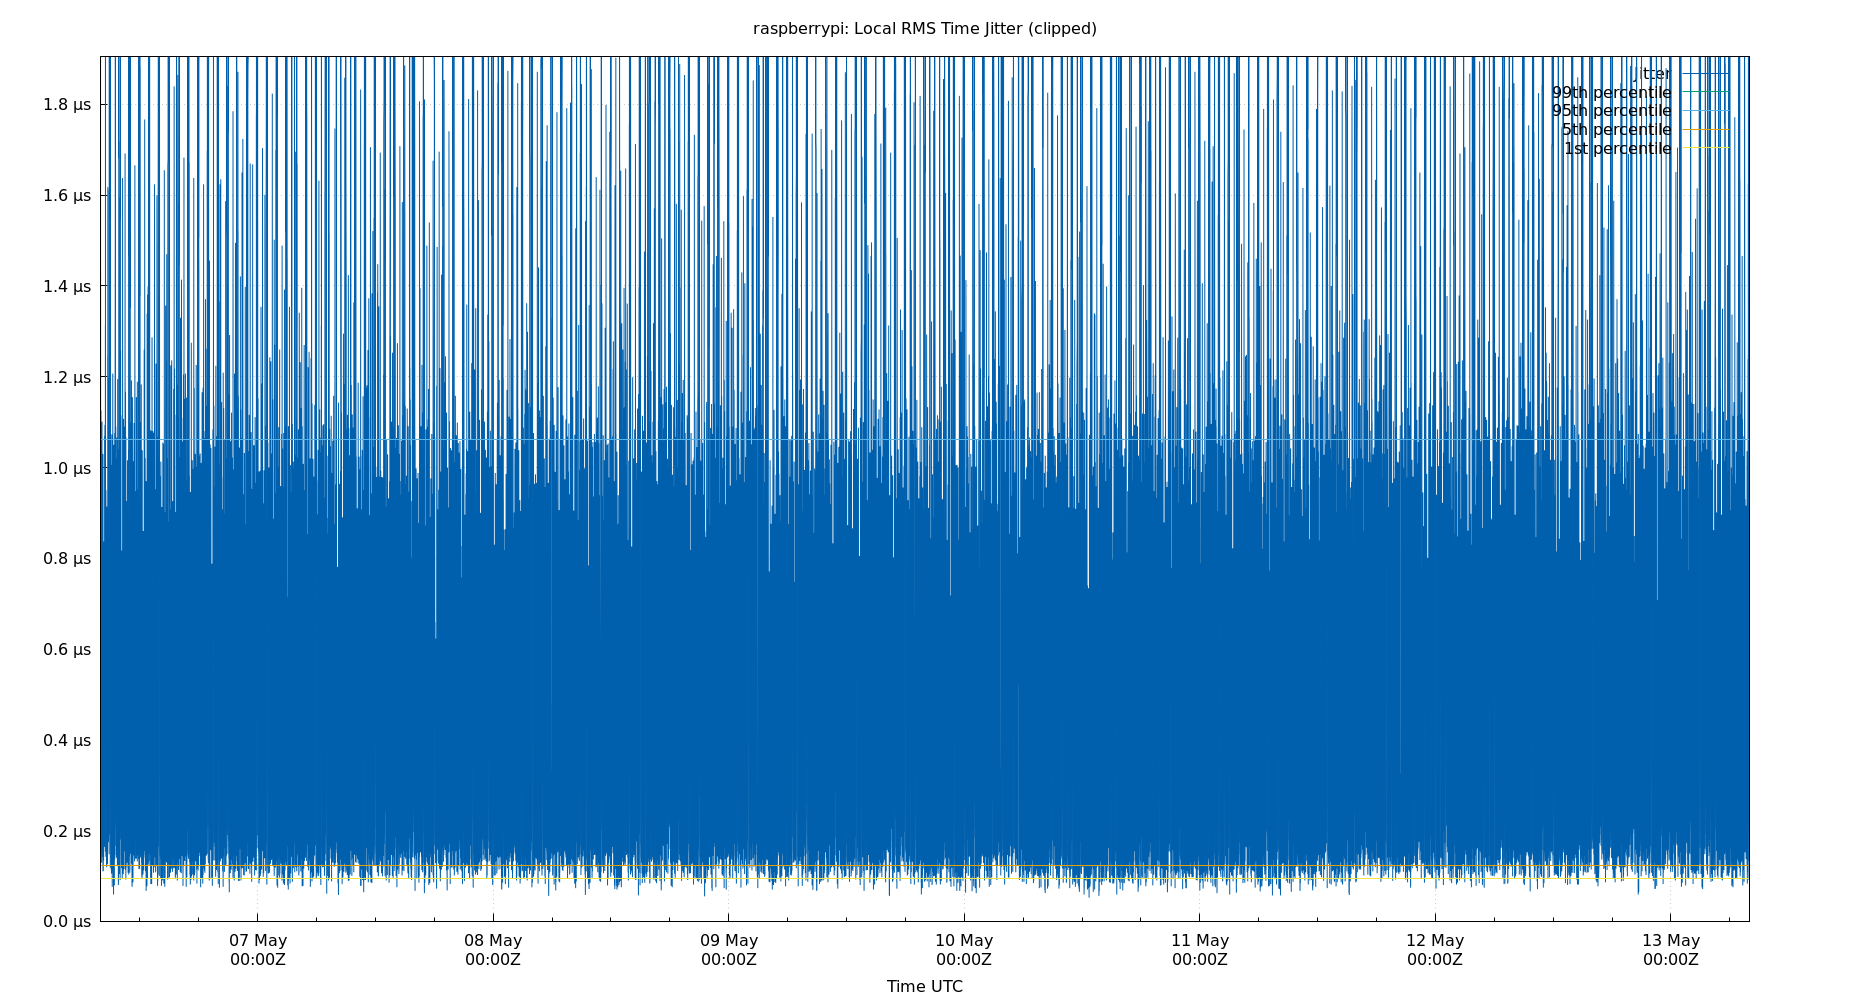 raspberrypi: Local RMS Time Jitter (clipped)
jitter
99th percentile
95th percentile
5th percentile
1st percentile
1.8 µs
1.6 µs
1.4 µs
1.2 µs
1.0 µs
0.8 µs
0.6 µs
0.4 µs
0.2 µs
0.0 µs
07 May 08 May 09 May 10 May 11 May 12 May 13 May
00:00Z 00:00Z 00:00Z 00:00Z 00:00Z 00:00Z 00:00Z
Time UTC